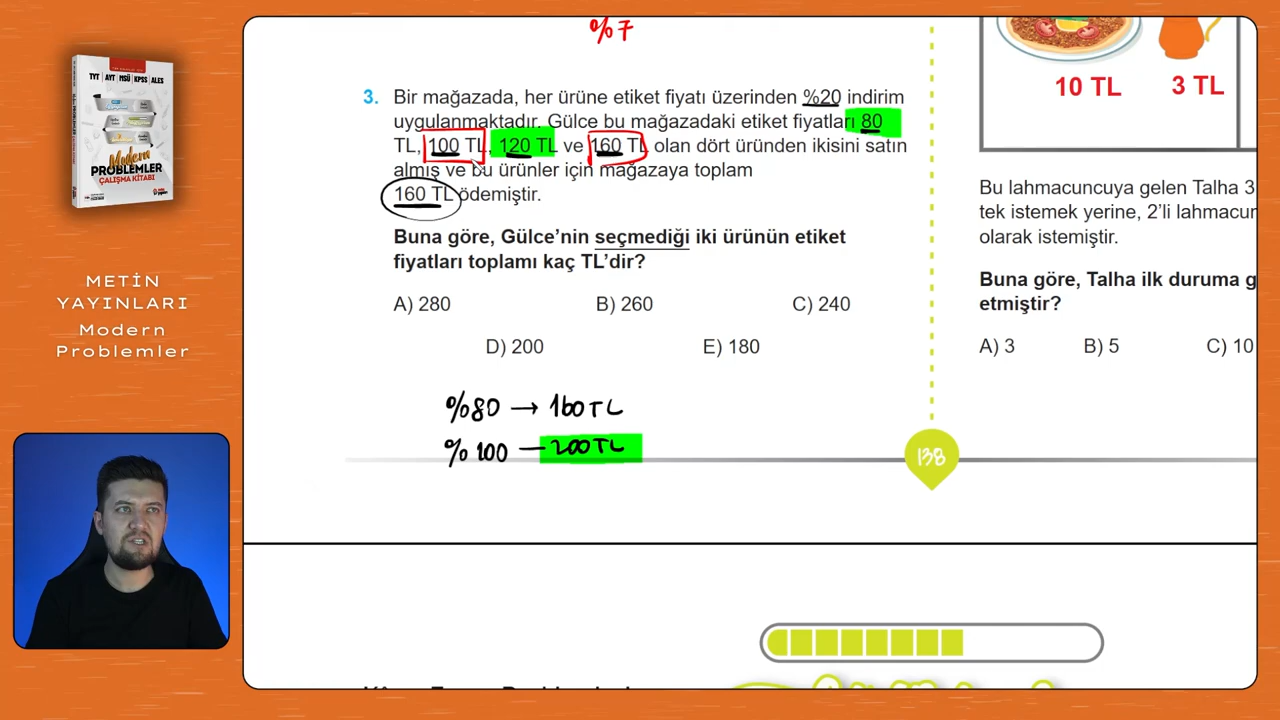 TYT | AYT | MSÜ | KPSS | ALES
Modern
PROBLEMLER
ÇALIŞMA KİTABI
METİN
YAYINLARI
Modern
Problemler
%7
3. Bir mağazada, her ürüne etiket fiyatı üzerinden %20 indirim
uygulanmaktadır. Gülce bu mağazadaki etiket fiyatları 80
TL, 100 TL, 120 TL ve 160 TL olan dört üründen ikisini satın
almış ve bu ürünler için mağazaya toplam
160 TL ödemiştir.
Buna göre, Gülce’nin seçmediği iki ürünün etiket
fiyatları toplamı kaç TL’dir?
A) 280 B) 260 C) 240
D) 200 E) 180
%80 → 160 TL
%100 — 200 TL
138
10 TL 3 TL
Bu lahmacuncuya gelen Talha 3
tek istemek yerine, 2’li lahmacun
olarak istemiştir.
Buna göre, Talha ilk duruma g
etmiştir?
A) 3 B) 5 C) 10